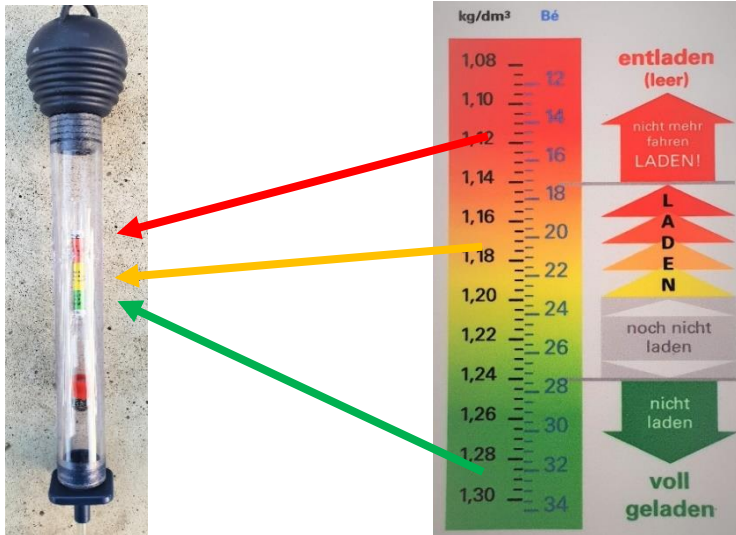 kg/dm³ Bé
1,08
12
1,10
14
1,12
16
1,14
18
1,16
20
1,18
22
1,20
24
1,22
26
1,24
28
1,26
30
1,28
32
1,30
34
entladen
(leer)
nicht mehr
fahren
LADEN!
L
A
D
E
N
noch nicht
laden
nicht
laden
voll
geladen